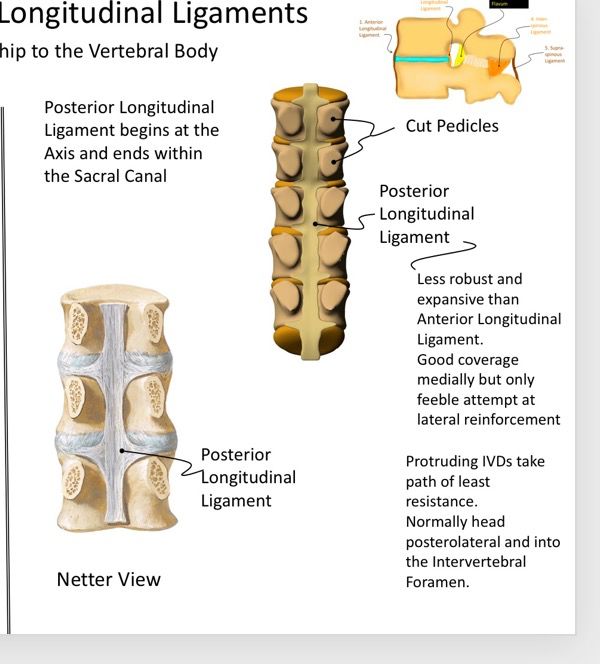 Longitudinal Ligaments
hip to the Vertebral Body
Longitudinal
Ligament
Flavum
1. Anterior
Longitudinal
Ligament
4. Inter-
spinous
Ligament
5. Supra-
spinous
Ligament
Posterior Longitudinal
Ligament begins at the
Axis and ends within
the Sacral Canal
Cut Pedicles
Posterior
Longitudinal
Ligament
Less robust and
expansive than
Anterior Longitudinal
Ligament.
Good coverage
medially but only
feeble attempt at
lateral reinforcement
Posterior
Longitudinal
Ligament
Protruding IVDs take
path of least
resistance.
Normally head
posterolateral and into
the Intervertebral
Foramen.
Netter View